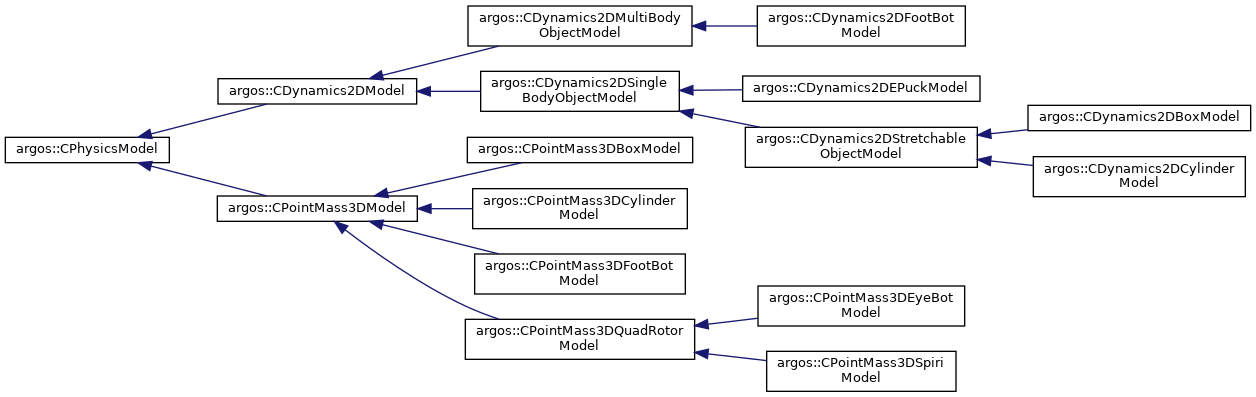 argos::CPhysicsModel
argos::CDynamics2DModel
argos::CDynamics2DMultiBody
ObjectModel
argos::CDynamics2DFootBot
Model
argos::CDynamics2DSingle
BodyObjectModel
argos::CDynamics2DEPuckModel
argos::CDynamics2DStretchable
ObjectModel
argos::CDynamics2DBoxModel
argos::CDynamics2DCylinder
Model
argos::CPointMass3DModel
argos::CPointMass3DBoxModel
argos::CPointMass3DCylinder
Model
argos::CPointMass3DFootBot
Model
argos::CPointMass3DQuadRotor
Model
argos::CPointMass3DEyeBot
Model
argos::CPointMass3DSpiri
Model